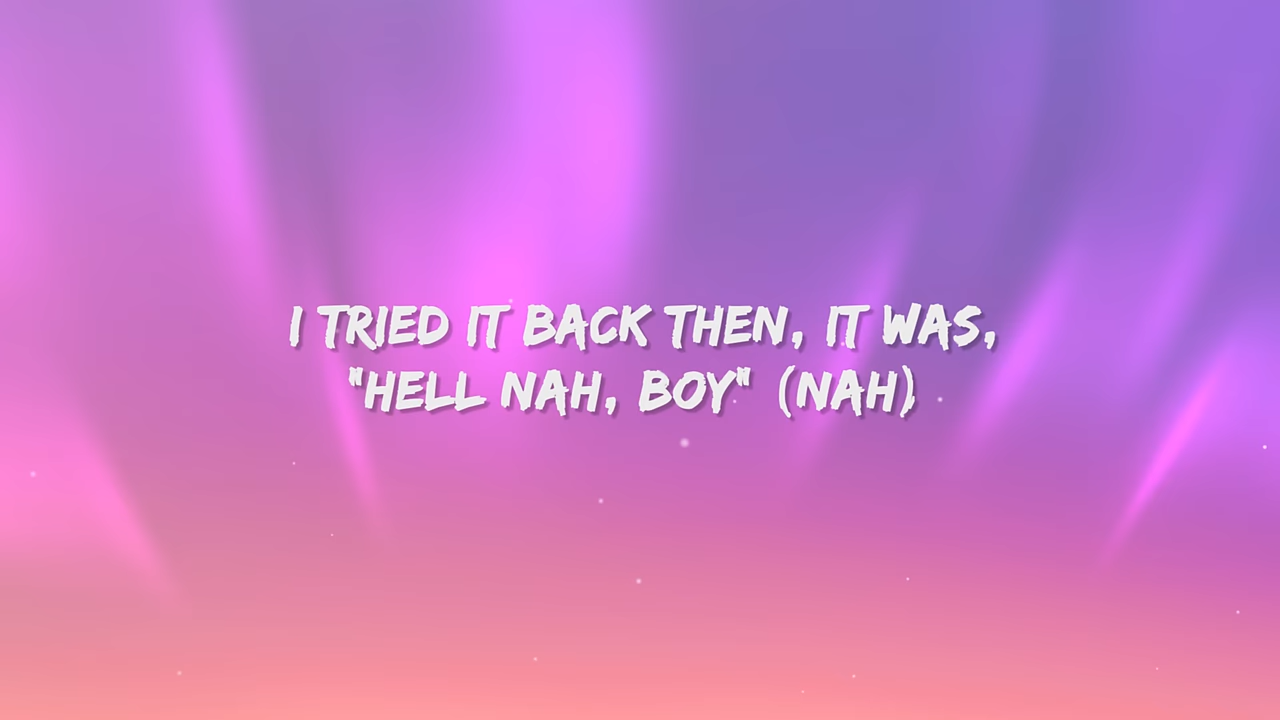 I TRIED IT BACK THEN, IT WAS,
"HELL NAH, BOY" (NAH)